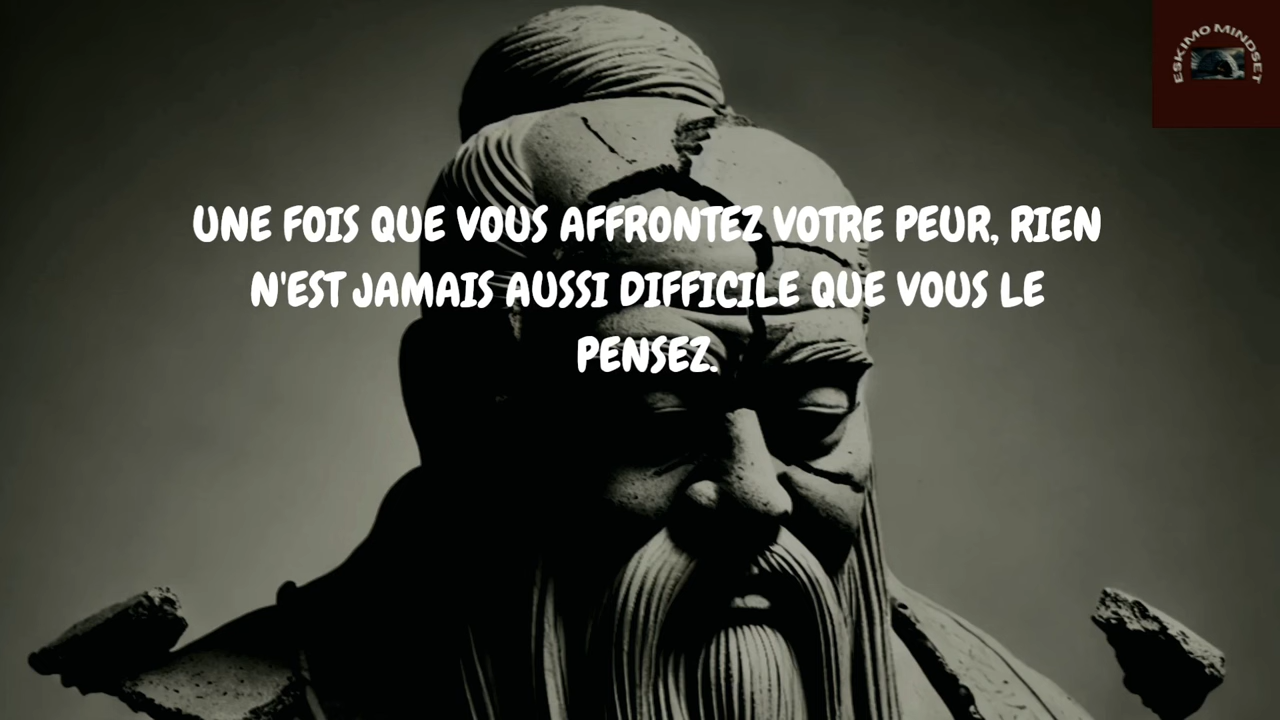 ESKIMO MINDSET
UNE FOIS QUE VOUS AFFRONTEZ VOTRE PEUR, RIEN
N'EST JAMAIS AUSSI DIFFICILE QUE VOUS LE
PENSEZ.